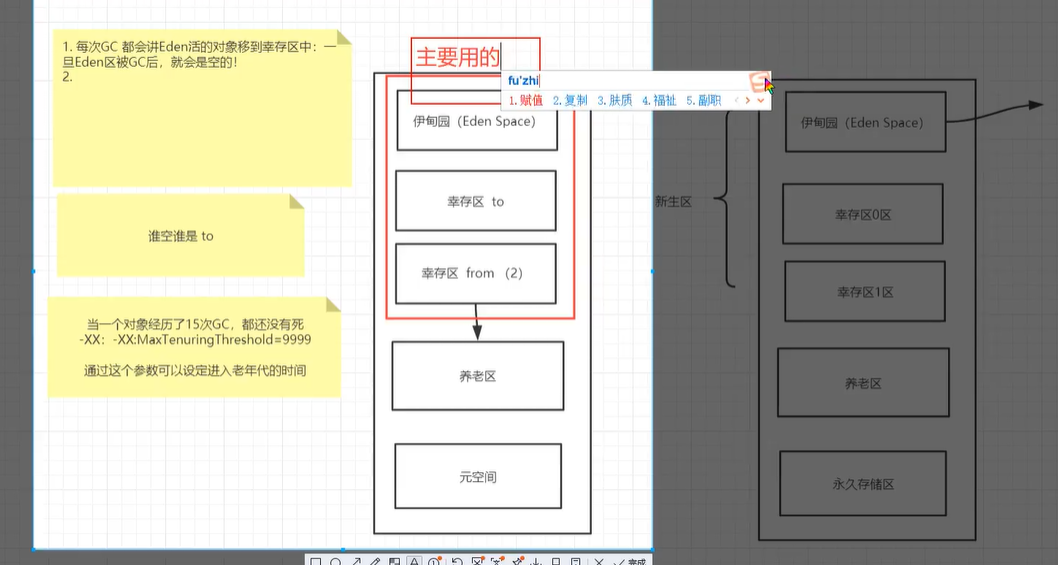 1. 每次GC 都会讲Eden活的对象移到幸存区中：一
旦Eden区被GC后，就会是空的！
2.
谁空谁是 to
当一个对象经历了15次GC，都还没有死
-XX：-XX:MaxTenuringThreshold=9999
通过这个参数可以设定进入老年代的时间
主要用的
fu'zhi
1.赋值 2.复制 3.肤质 4.福祉 5.副职
伊甸园（Eden Space）
幸存区 to
幸存区 from （2）
养老区
元空间
新生区
伊甸园（Eden Space）
幸存区0区
幸存区1区
养老区
永久存储区
完成